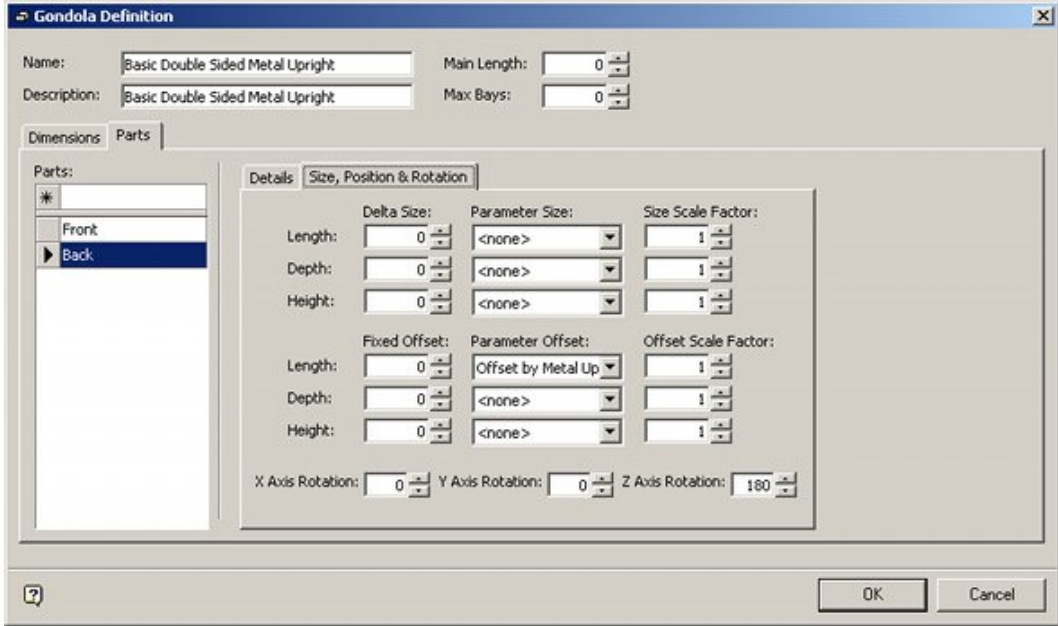 Gondola Definition
Name: Basic Double Sided Metal Upright Main Length: 0
Description: Basic Double Sided Metal Upright Max Bays: 0
Dimensions Parts
Parts: Details Size, Position & Rotation
Front
Back
Delta Size: Parameter Size: Size Scale Factor:
Length: 0 <none> 1
Depth: 0 <none> 1
Height: 0 <none> 1
Fixed Offset: Parameter Offset: Offset Scale Factor:
Length: 0 Offset by Metal Up 1
Depth: 0 <none> 1
Height: 0 <none> 1
X Axis Rotation: 0 Y Axis Rotation: 0 Z Axis Rotation: 180
OK Cancel